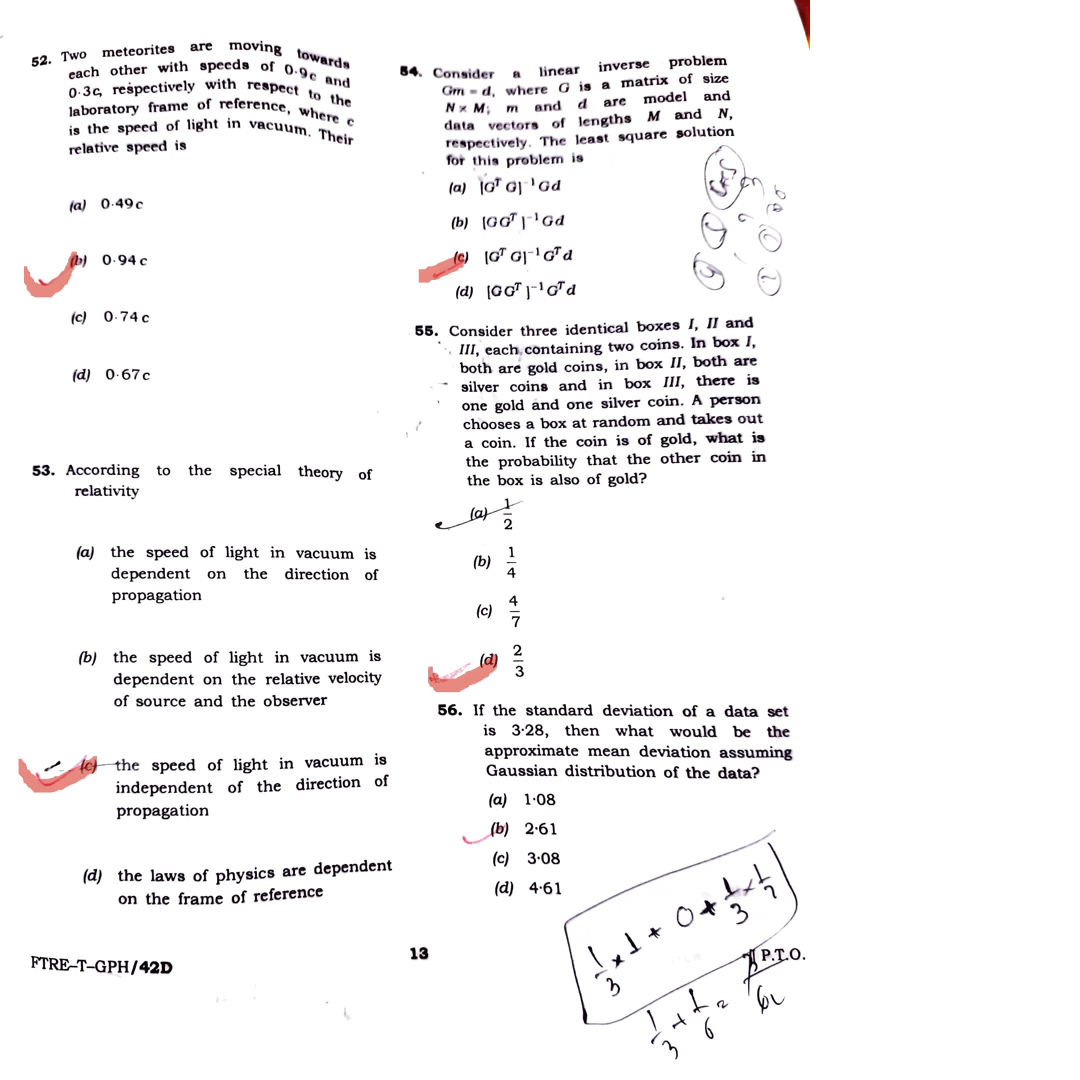 52. Two meteorites are moving towards
each other with speeds of 0·9c and
0·3c, respectively with respect to the
laboratory frame of reference, where c
is the speed of light in vacuum. Their
relative speed is
(a) 0·49c
(b) 0·94c
(c) 0·74c
(d) 0·67c
53. According to the special theory of
relativity
(a) the speed of light in vacuum is
dependent on the direction of
propagation
(b) the speed of light in vacuum is
dependent on the relative velocity
of source and the observer
(c) the speed of light in vacuum is
independent of the direction of
propagation
(d) the laws of physics are dependent
on the frame of reference
FTRE–T–GPH/42D
13
54. Consider a linear inverse problem
Gm = d, where G is a matrix of size
N × M; m and d are model and
data vectors of lengths M and N,
respectively. The least square solution
for this problem is
(a) [Gᵀ G]⁻¹ Gd
(b) [GGᵀ]⁻¹ Gd
(c) [Gᵀ G]⁻¹ Gᵀ d
(d) [GGᵀ]⁻¹ Gᵀ d
55. Consider three identical boxes I, II and
III, each containing two coins. In box I,
both are gold coins, in box II, both are
silver coins and in box III, there is
one gold and one silver coin. A person
chooses a box at random and takes out
a coin. If the coin is of gold, what is
the probability that the other coin in
the box is also of gold?
(a) 1/2
(b) 1/4
(c) 4/7
(d) 2/3
56. If the standard deviation of a data set
is 3·28, then what would be the
approximate mean deviation assuming
Gaussian distribution of the data?
(a) 1·08
(b) 2·61
(c) 3·08
(d) 4·61
P.T.O.